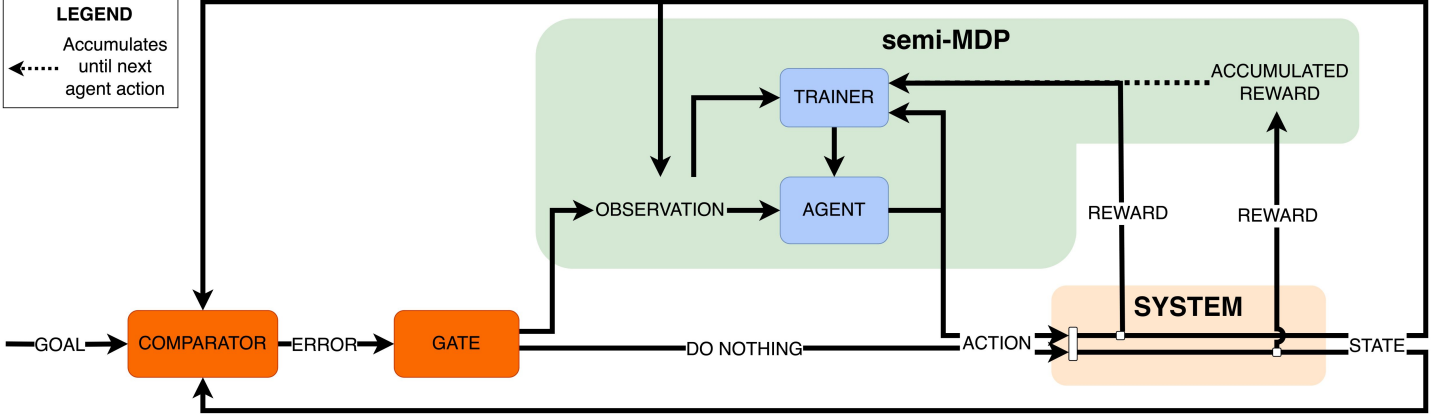 LEGEND
Accumulates
until next
agent action
semi-MDP
TRAINER
ACCUMULATED
REWARD
OBSERVATION
AGENT
REWARD
REWARD
SYSTEM
GOAL
COMPARATOR
ERROR
GATE
DO NOTHING
ACTION
STATE